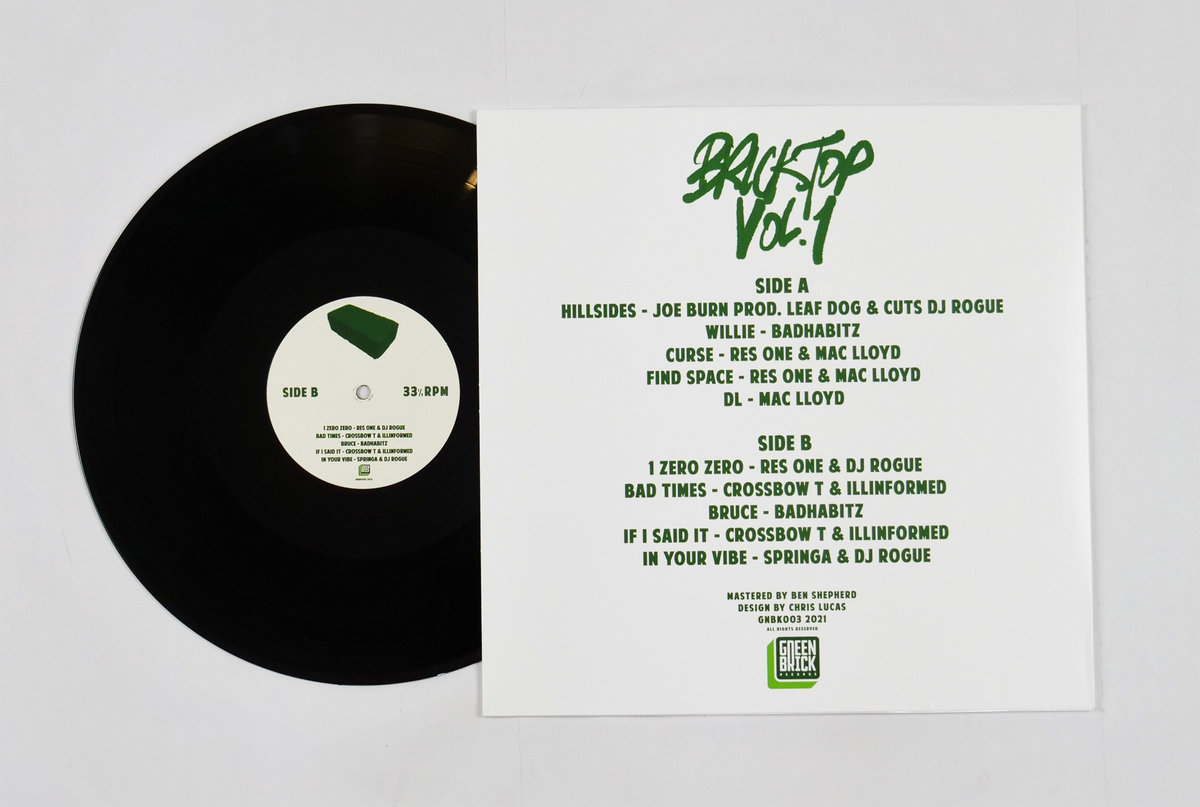 BRICKTOP
VOL.1
SIDE A
HILLSIDES - JOE BURN PROD. LEAF DOG & CUTS DJ ROGUE
WILLIE - BADHABITZ
CURSE - RES ONE & MAC LLOYD
FIND SPACE - RES ONE & MAC LLOYD
DL - MAC LLOYD
SIDE B
1 ZERO ZERO - RES ONE & DJ ROGUE
BAD TIMES - CROSSBOW T & ILLINFORMED
BRUCE - BADHABITZ
IF I SAID IT - CROSSBOW T & ILLINFORMED
IN YOUR VIBE - SPRINGA & DJ ROGUE
MASTERED BY BEN SHEPHERD
DESIGN BY CHRIS LUCAS
GNBK003 2021
ALL RIGHTS RESERVED
GREEN
BRICK
RECORDS
SIDE B 33⅓ RPM
1 ZERO ZERO - RES ONE & DJ ROGUE
BAD TIMES - CROSSBOW T & ILLINFORMED
BRUCE - BADHABITZ
IF I SAID IT - CROSSBOW T & ILLINFORMED
IN YOUR VIBE - SPRINGA & DJ ROGUE